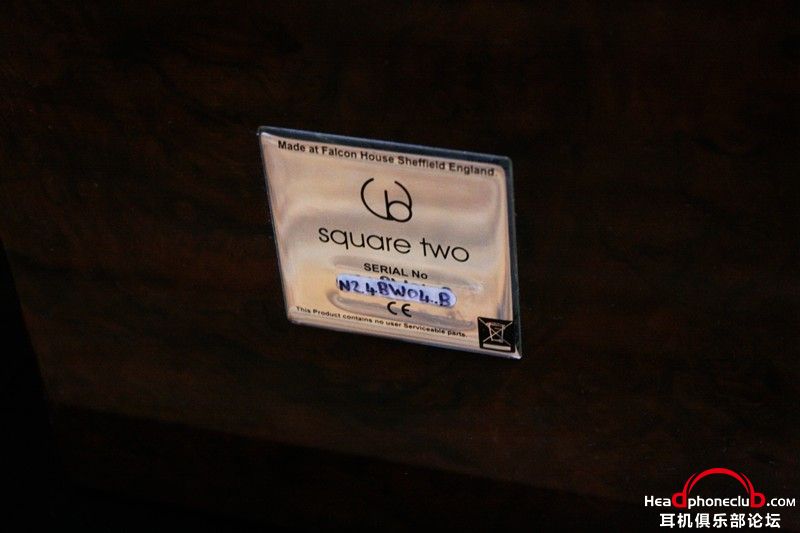 Made at Falcon House Sheffield England
square two
SERIAL No
N2.4BW04..B
CE
This Product contains no user Serviceable parts.
Headphoneclub.com
耳机俱乐部论坛